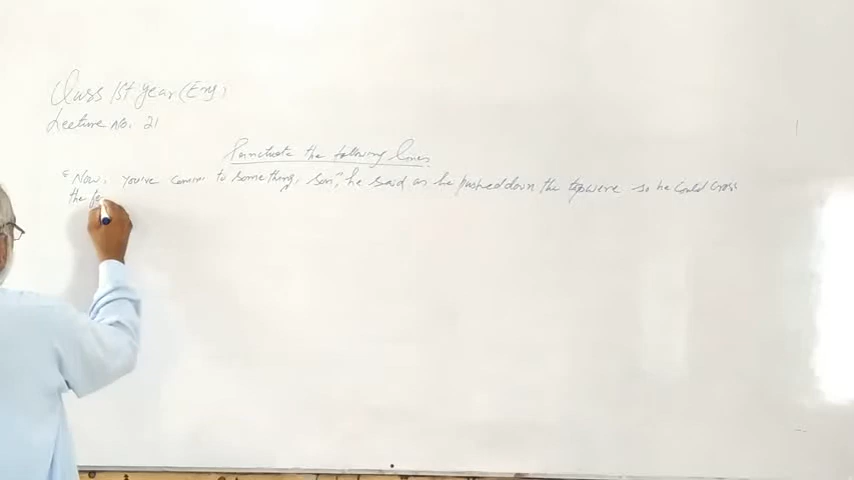 Class 1st year (Eng)
Lecture No. 21
Punctuate the following lines
"Now, you've to something, son", he said as he pushed down the top wire so he could cross
the fe